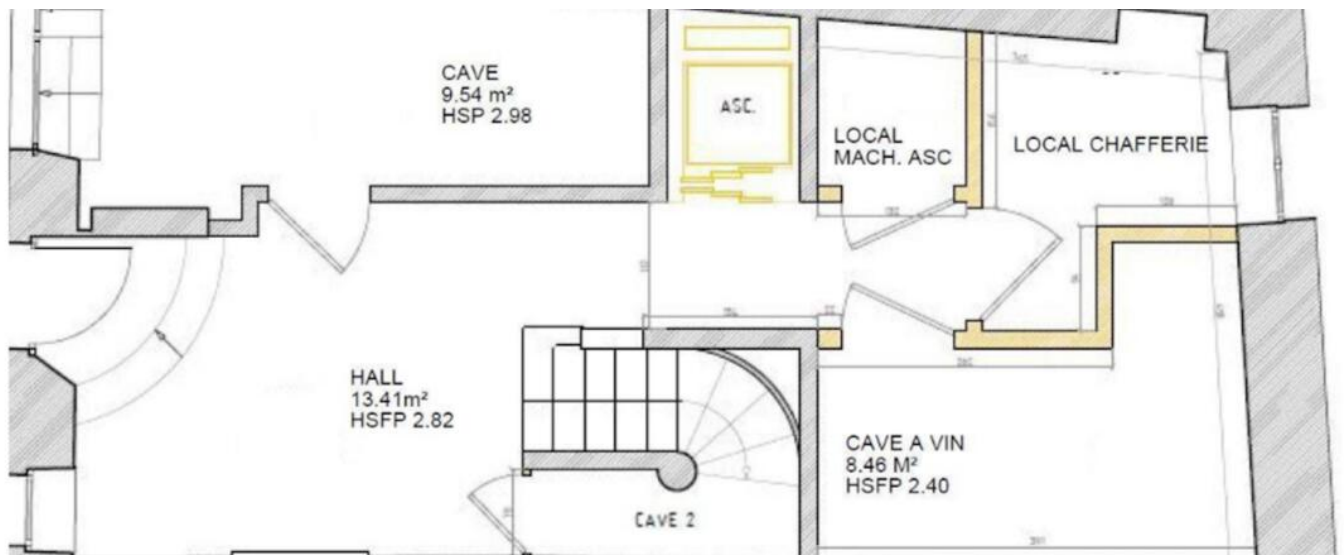 CAVE
9.54 m²
HSP 2.98
ASC.
LOCAL
MACH. ASC
LOCAL CHAFFERIE
HALL
13.41m²
HSFP 2.82
CAVE A VIN
8.46 M²
HSFP 2.40
CAVE 2